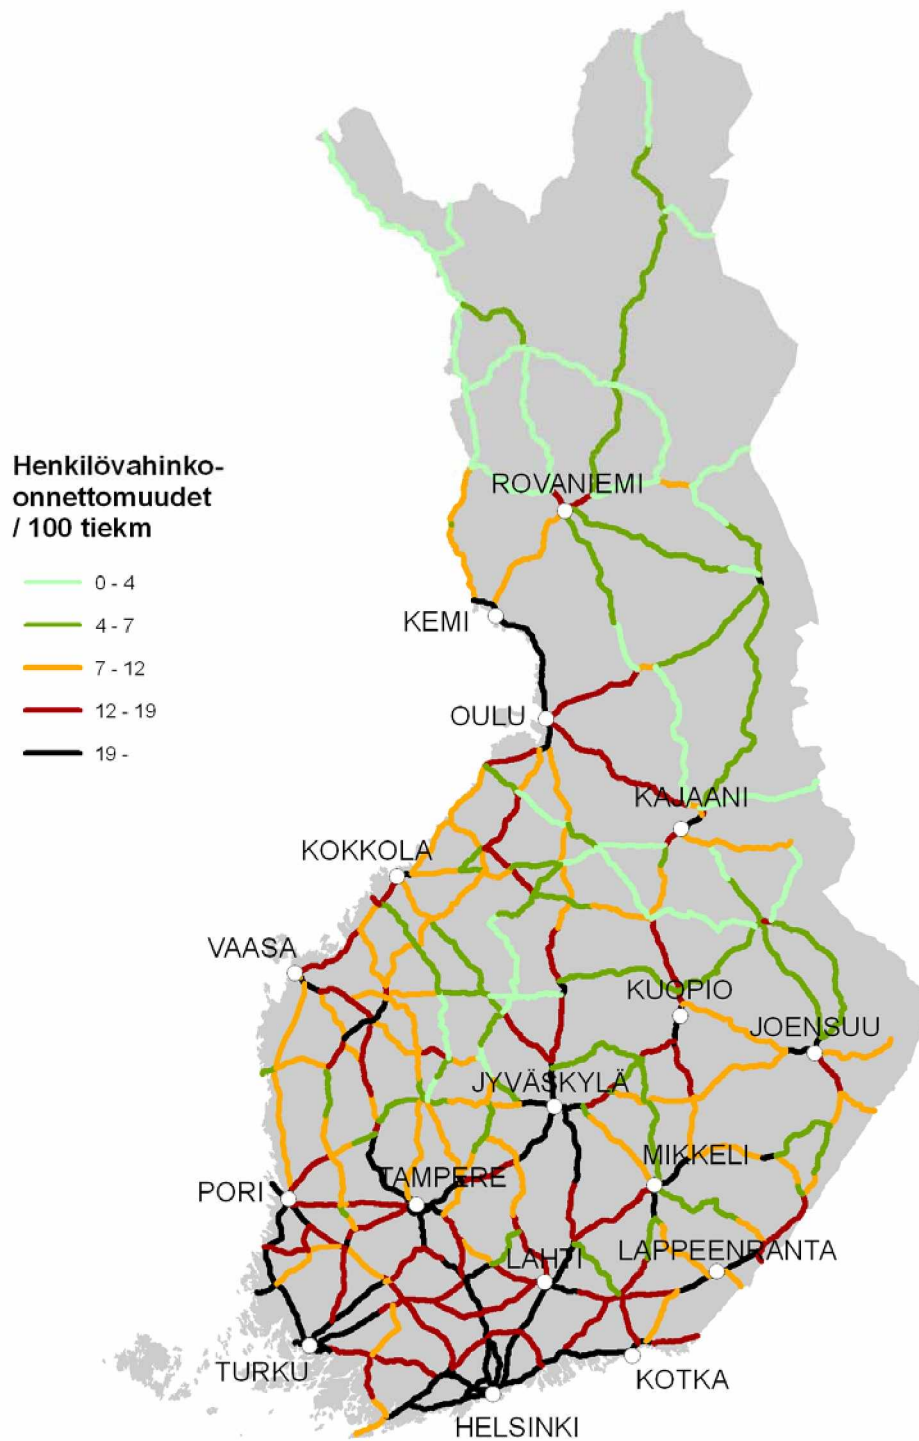 Henkilövahinko-
onnettomuudet
/ 100 tiekm
0 - 4
4 - 7
7 - 12
12 - 19
19 -
ROVANIEMI
KEMI
OULU
KAJAANI
KOKKOLA
VAASA
KUOPIO
JOENSUU
JYVÄSKYLÄ
MIKKELI
TAMPERE
PORI
LAPPEENRANTA
LAHTI
TURKU
KOTKA
HELSINKI